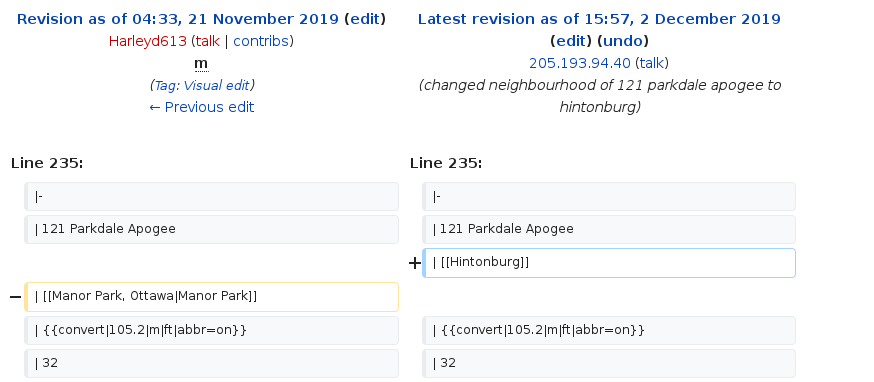 Revision as of 04:33, 21 November 2019 (edit)
Harleyd613 (talk | contribs)
m
(Tag: Visual edit)
← Previous edit
Latest revision as of 15:57, 2 December 2019
(edit) (undo)
205.193.94.40 (talk)
(changed neighbourhood of 121 parkdale apogee to
hintonburg)
Line 235:
Line 235:
|-
|-
| 121 Parkdale Apogee
| 121 Parkdale Apogee
+ | [[Hintonburg]]
− | [[Manor Park, Ottawa|Manor Park]]
| {{convert|105.2|m|ft|abbr=on}}
| {{convert|105.2|m|ft|abbr=on}}
| 32
| 32